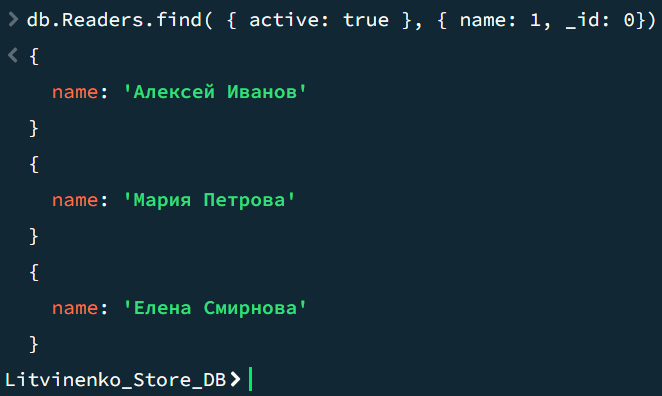 > db.Readers.find( { active: true }, { name: 1, _id: 0})
< {
name: 'Алексей Иванов'
}
{
name: 'Мария Петрова'
}
{
name: 'Елена Смирнова'
}
Litvinenko_Store_DB>